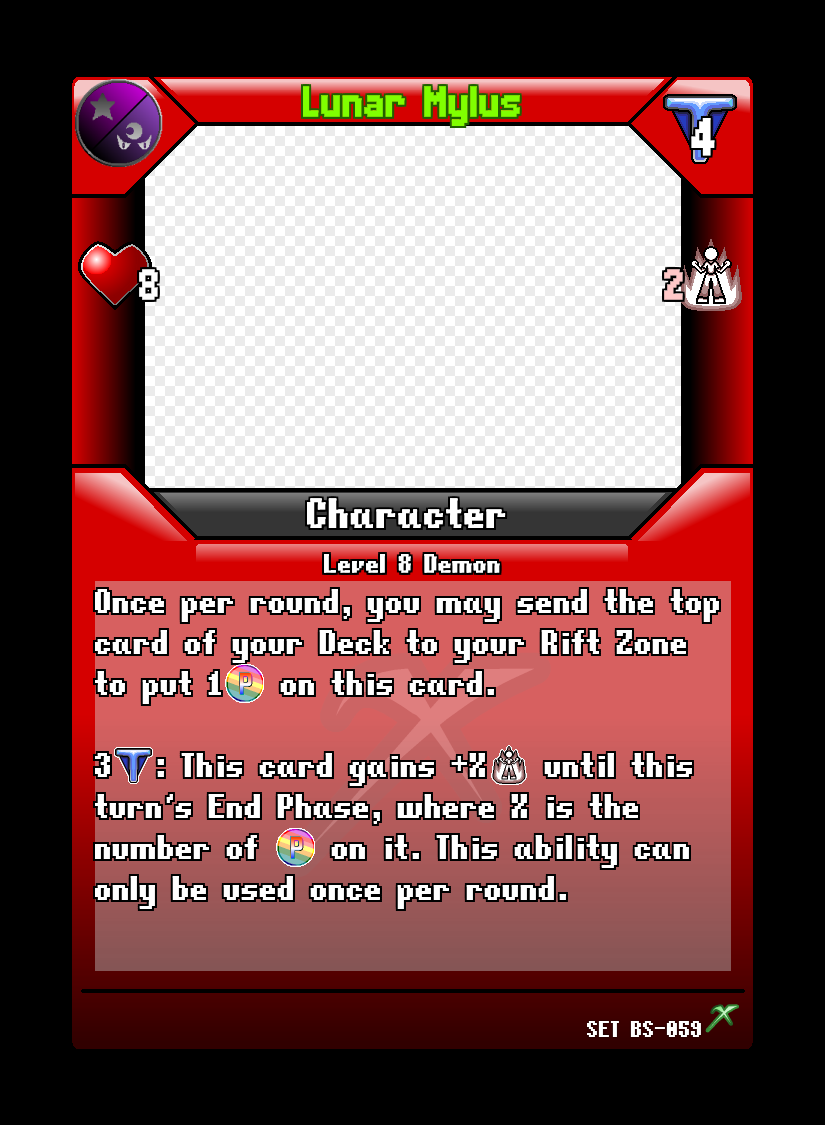 Lunar Mylus
4
8
2
Character
Level 8 Demon
Once per round, you may send the top
card of your Deck to your Rift Zone
to put 1 P on this card.
3 T: This card gains +X until this
turn's End Phase, where X is the
number of P on it. This ability can
only be used once per round.
SET BS-059